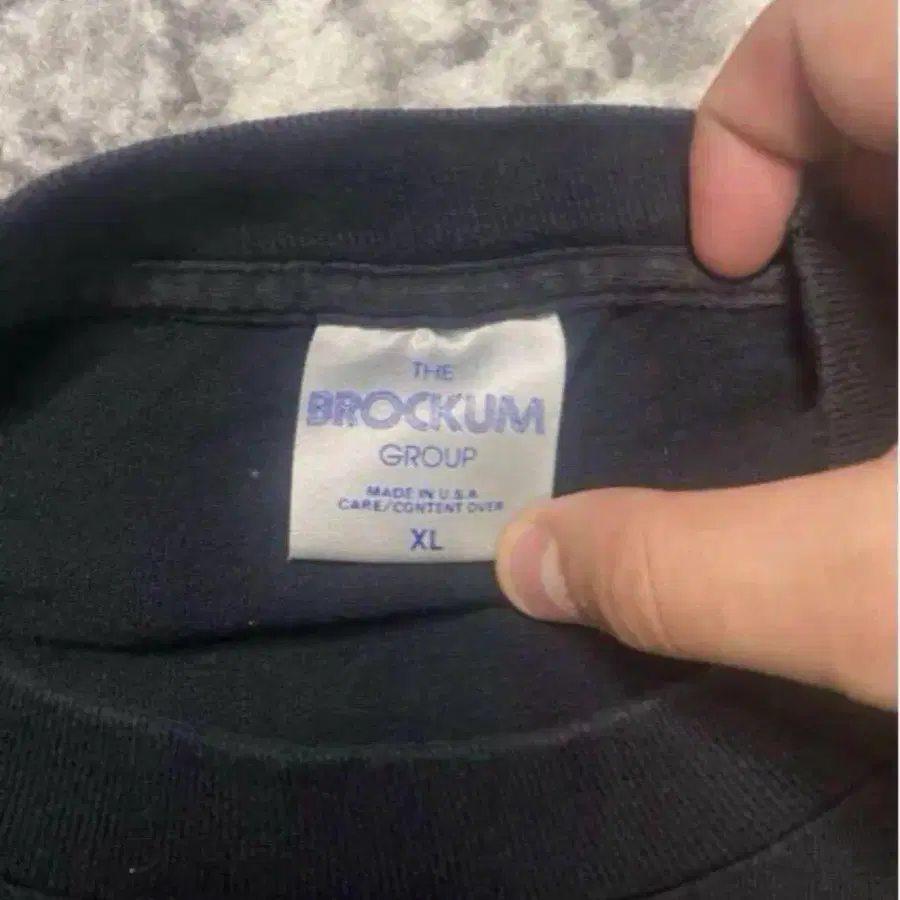 THE
BROCKUM
GROUP
MADE IN U.S.A
CARE/CONTENT OVER
XL